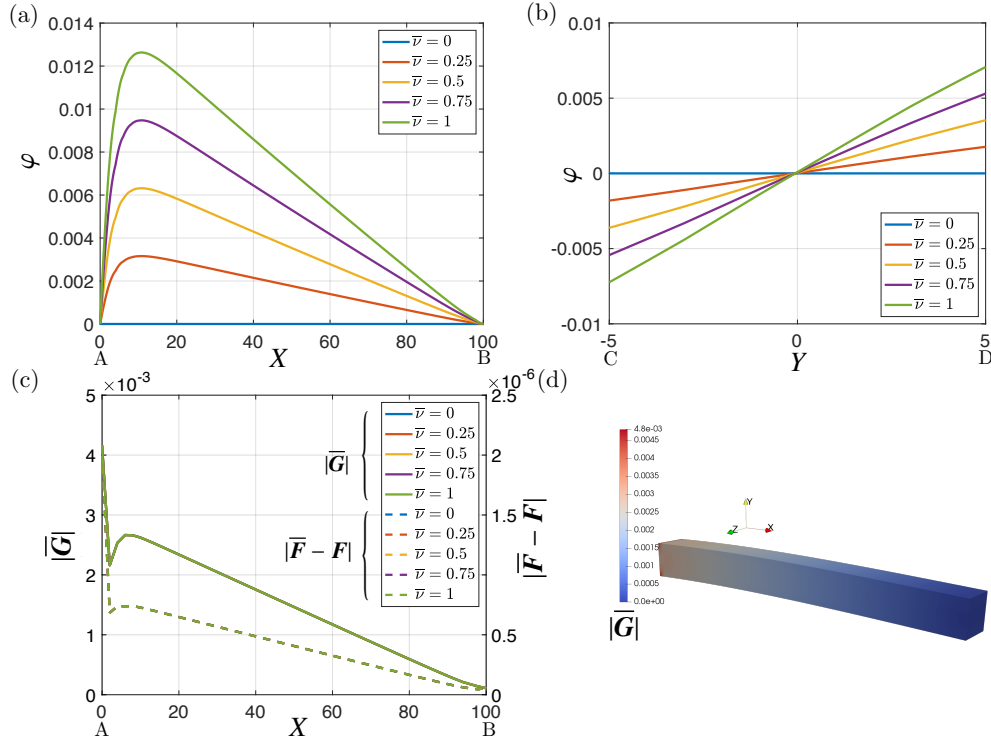 (a)
0.014
0.012
0.01
0.008
0.006
0.004
0.002
0
φ
0 20 40 60 80 100
A X B
ν̅ = 0
ν̅ = 0.25
ν̅ = 0.5
ν̅ = 0.75
ν̅ = 1
(b)
0.01
0.005
0
-0.005
-0.01
φ
-5 0 5
C Y D
ν̅ = 0
ν̅ = 0.25
ν̅ = 0.5
ν̅ = 0.75
ν̅ = 1
(c)
×10⁻³
5
4
3
2
1
0
|G̅|
0 20 40 60 80 100
A X B
×10⁻⁶
2.5
2
1.5
1
0.5
0
|F̅ − F|
|G̅|
ν̅ = 0
ν̅ = 0.25
ν̅ = 0.5
ν̅ = 0.75
ν̅ = 1
|F̅ − F|
ν̅ = 0
ν̅ = 0.25
ν̅ = 0.5
ν̅ = 0.75
ν̅ = 1
(d)
4.8e-03
0.0045
0.004
0.0035
0.003
0.0025
0.002
0.0015
0.001
0.0005
0.0e+00
|G̅|
Y
Z X